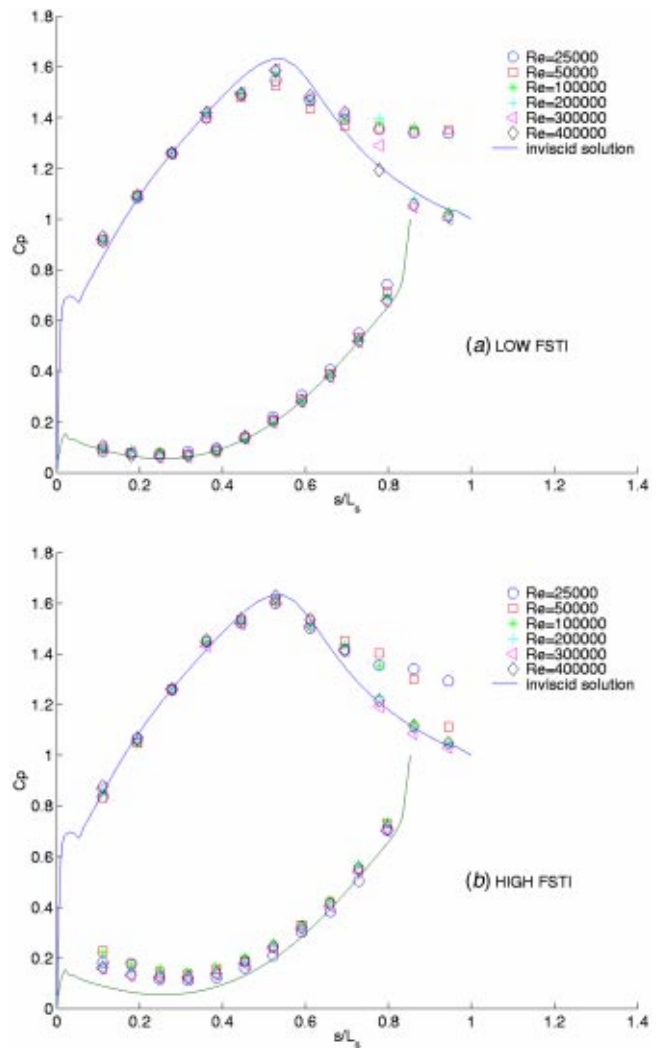 1.8
1.6
1.4
1.2
1
0.8
0.6
0.4
0.2
0
Cp
0 0.2 0.4 0.6 0.8 1 1.2 1.4
s/Ls
Re=25000
Re=50000
Re=100000
Re=200000
Re=300000
Re=400000
inviscid solution
(a) LOW FSTI
1.8
1.6
1.4
1.2
1
0.8
0.6
0.4
0.2
0
Cp
0 0.2 0.4 0.6 0.8 1 1.2 1.4
s/Ls
Re=25000
Re=50000
Re=100000
Re=200000
Re=300000
Re=400000
inviscid solution
(b) HIGH FSTI